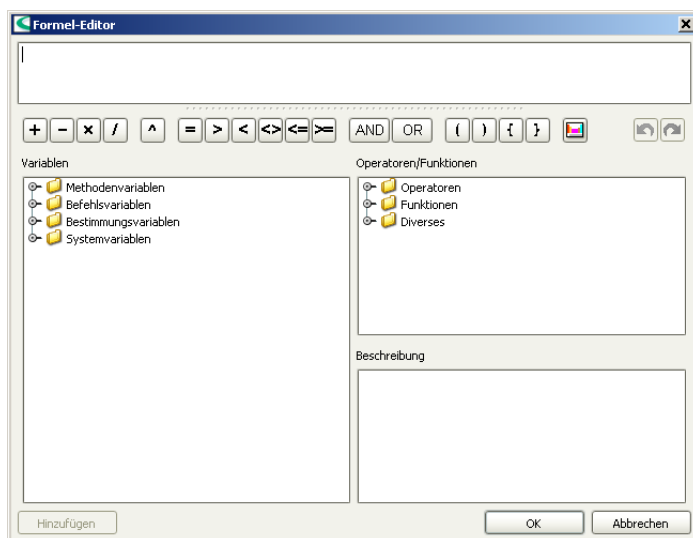 Formel-Editor
+ − × / ^ = > < <> <= >= AND OR ( ) { }
Variablen
Operatoren/Funktionen
Methodenvariablen
Befehlsvariablen
Bestimmungsvariablen
Systemvariablen
Operatoren
Funktionen
Diverses
Beschreibung
Hinzufügen
OK
Abbrechen